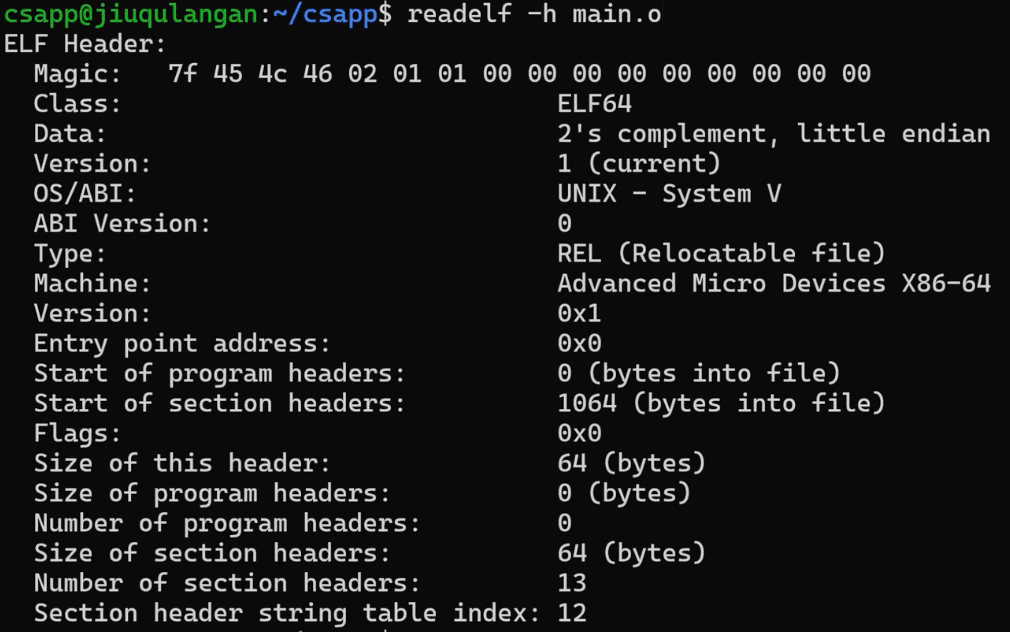 csapp@jiuqulangan:~/csapp$ readelf -h main.o
ELF Header:
  Magic:   7f 45 4c 46 02 01 01 00 00 00 00 00 00 00 00 00
  Class:                             ELF64
  Data:                              2's complement, little endian
  Version:                           1 (current)
  OS/ABI:                            UNIX - System V
  ABI Version:                       0
  Type:                              REL (Relocatable file)
  Machine:                           Advanced Micro Devices X86-64
  Version:                           0x1
  Entry point address:               0x0
  Start of program headers:          0 (bytes into file)
  Start of section headers:          1064 (bytes into file)
  Flags:                             0x0
  Size of this header:               64 (bytes)
  Size of program headers:           0 (bytes)
  Number of program headers:         0
  Size of section headers:           64 (bytes)
  Number of section headers:         13
  Section header string table index: 12